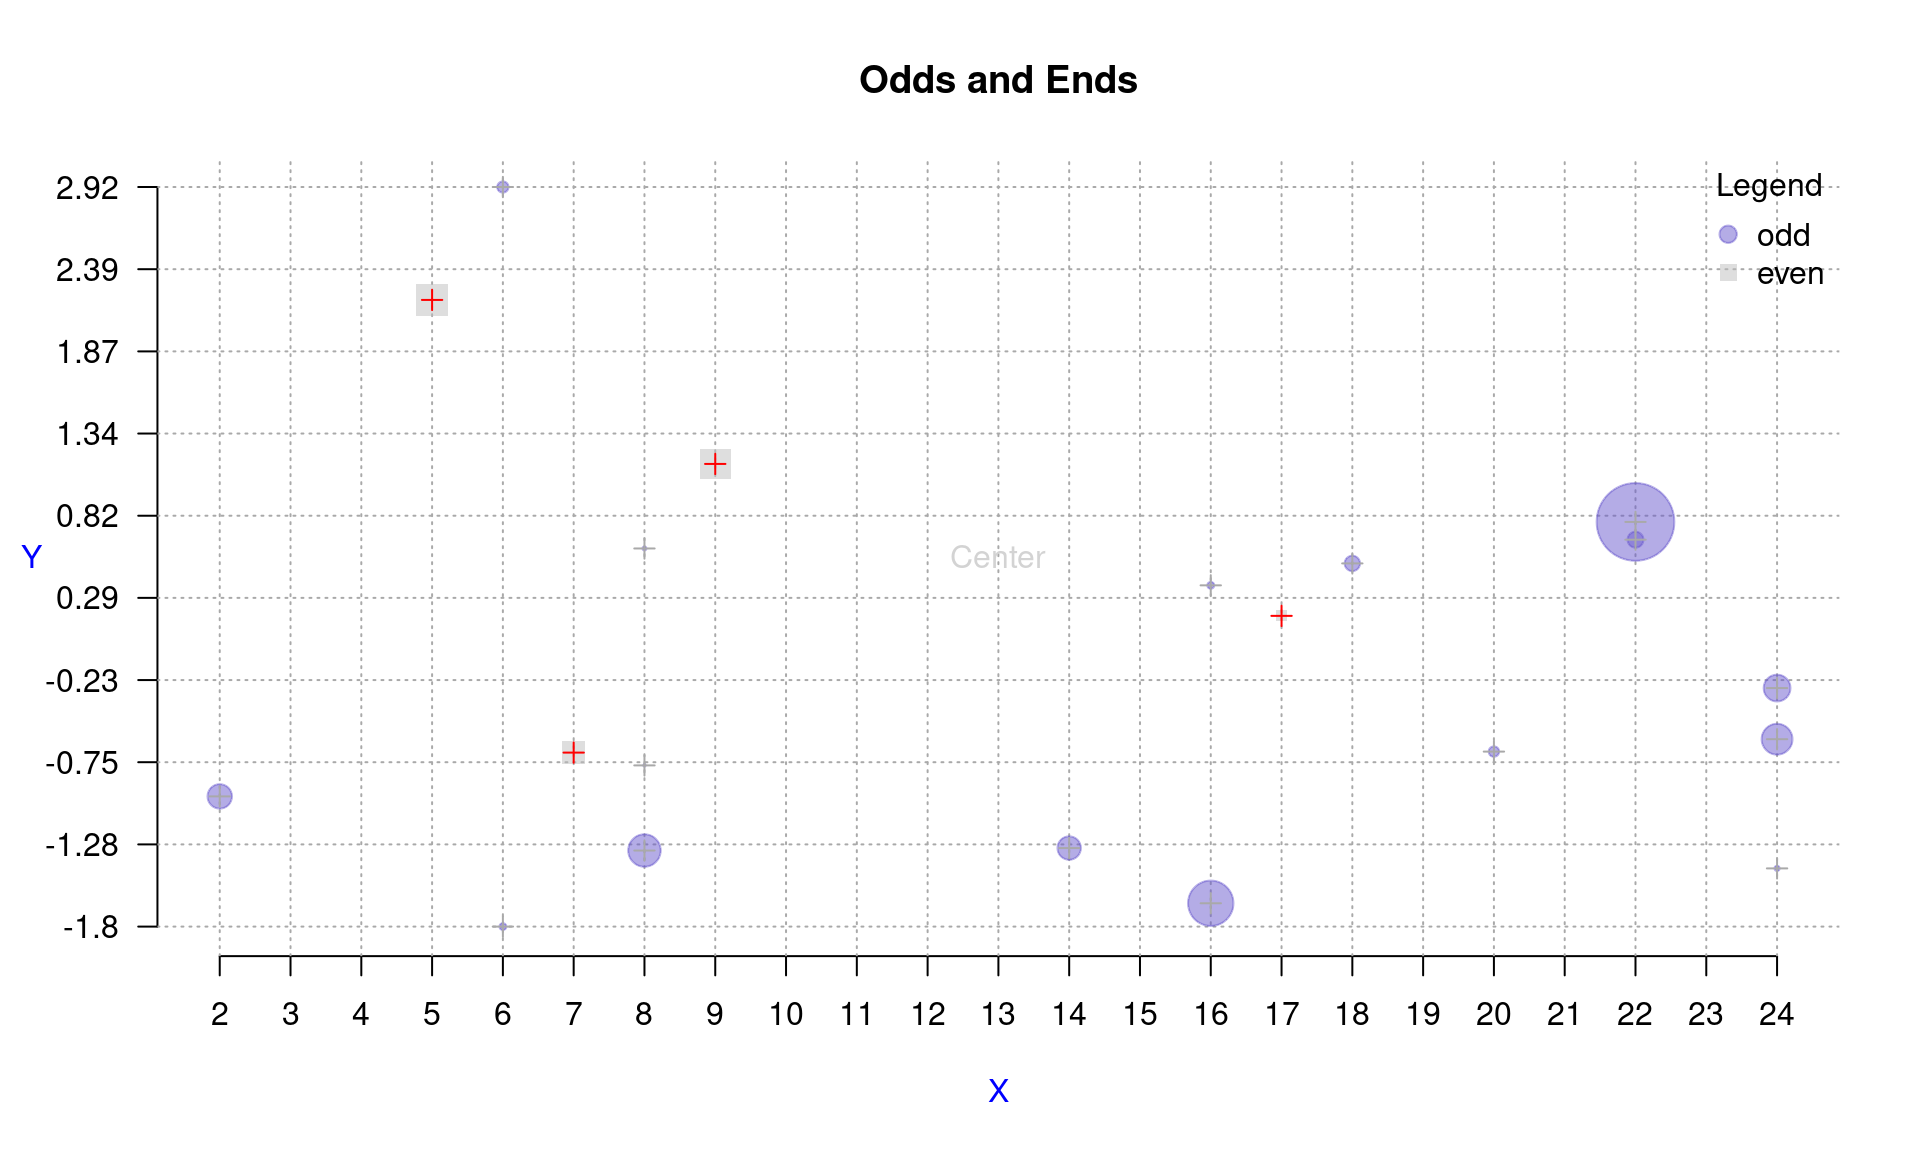 Odds and Ends
Legend
odd
even
2.92
2.39
1.87
1.34
0.82
0.29
-0.23
-0.75
-1.28
-1.8
Y
Center
2 3 4 5 6 7 8 9 10 11 12 13 14 15 16 17 18 19 20 21 22 23 24
X